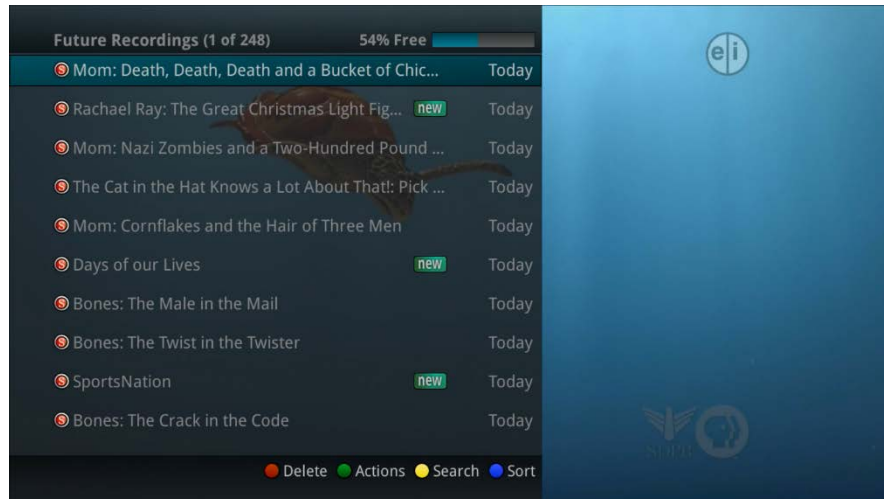 Future Recordings (1 of 248) 54% Free
S Mom: Death, Death, Death and a Bucket of Chic... Today
S Rachael Ray: The Great Christmas Light Fig... new Today
S Mom: Nazi Zombies and a Two-Hundred Pound ... Today
S The Cat in the Hat Knows a Lot About That!: Pick ... Today
S Mom: Cornflakes and the Hair of Three Men Today
S Days of our Lives new Today
S Bones: The Male in the Mail Today
S Bones: The Twist in the Twister Today
S SportsNation new Today
S Bones: The Crack in the Code Today
Delete Actions Search Sort
e i
SDPB